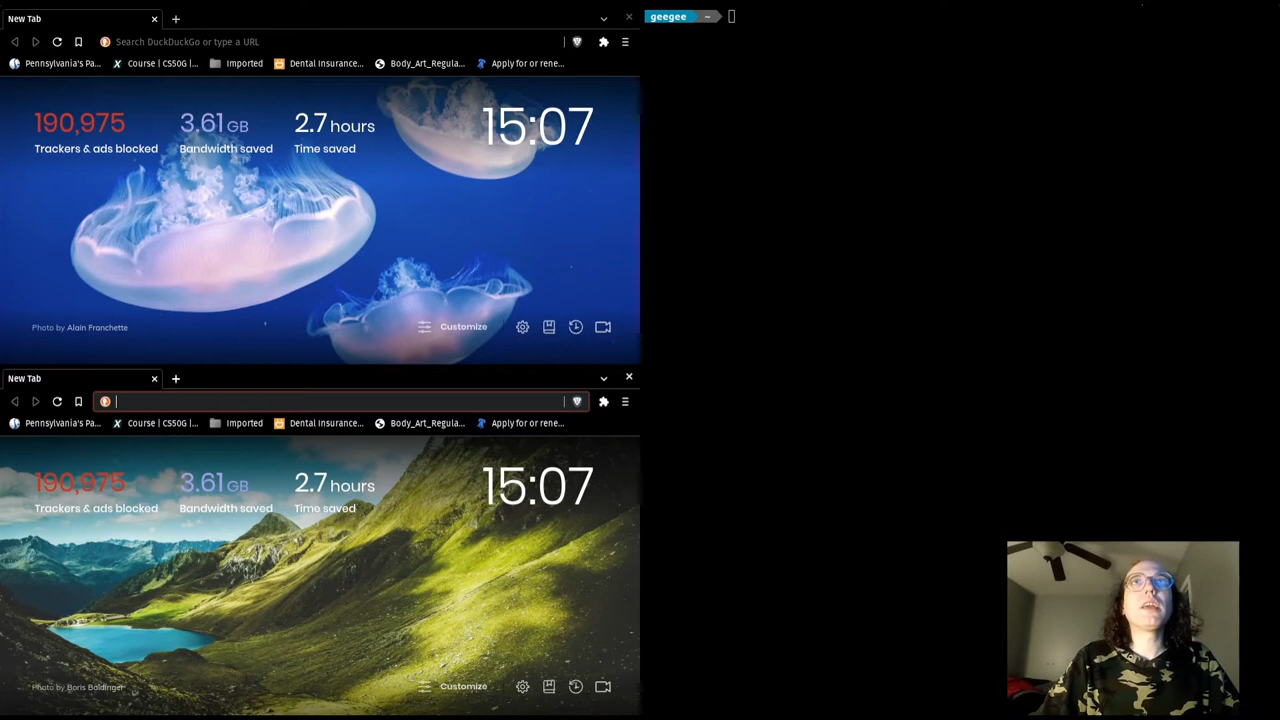 New Tab
Search DuckDuckGo or type a URL
Pennsylvania's Pa... Course | CS50G |... Imported Dental Insurance... Body_Art_Regula... Apply for or rene...
190,975 3.61 GB 2.7 hours 15:07
Trackers & ads blocked Bandwidth saved Time saved
Photo by Alain Franchette Customize
New Tab
Pennsylvania's Pa... Course | CS50G |... Imported Dental Insurance... Body_Art_Regula... Apply for or rene...
190,975 3.61 GB 2.7 hours 15:07
Trackers & ads blocked Bandwidth saved Time saved
Photo by Boris Baldinger Customize
geegee ~